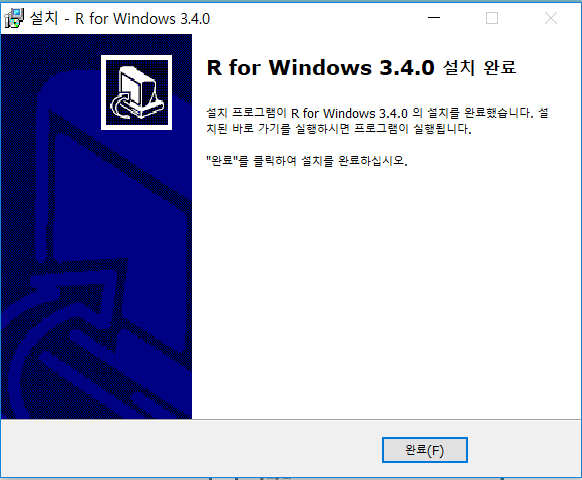 설치 - R for Windows 3.4.0
R for Windows 3.4.0 설치 완료
설치 프로그램이 R for Windows 3.4.0 의 설치를 완료했습니다. 설
치된 바로 가기를 실행하시면 프로그램이 실행됩니다.
"완료"를 클릭하여 설치를 완료하십시오.
완료(F)